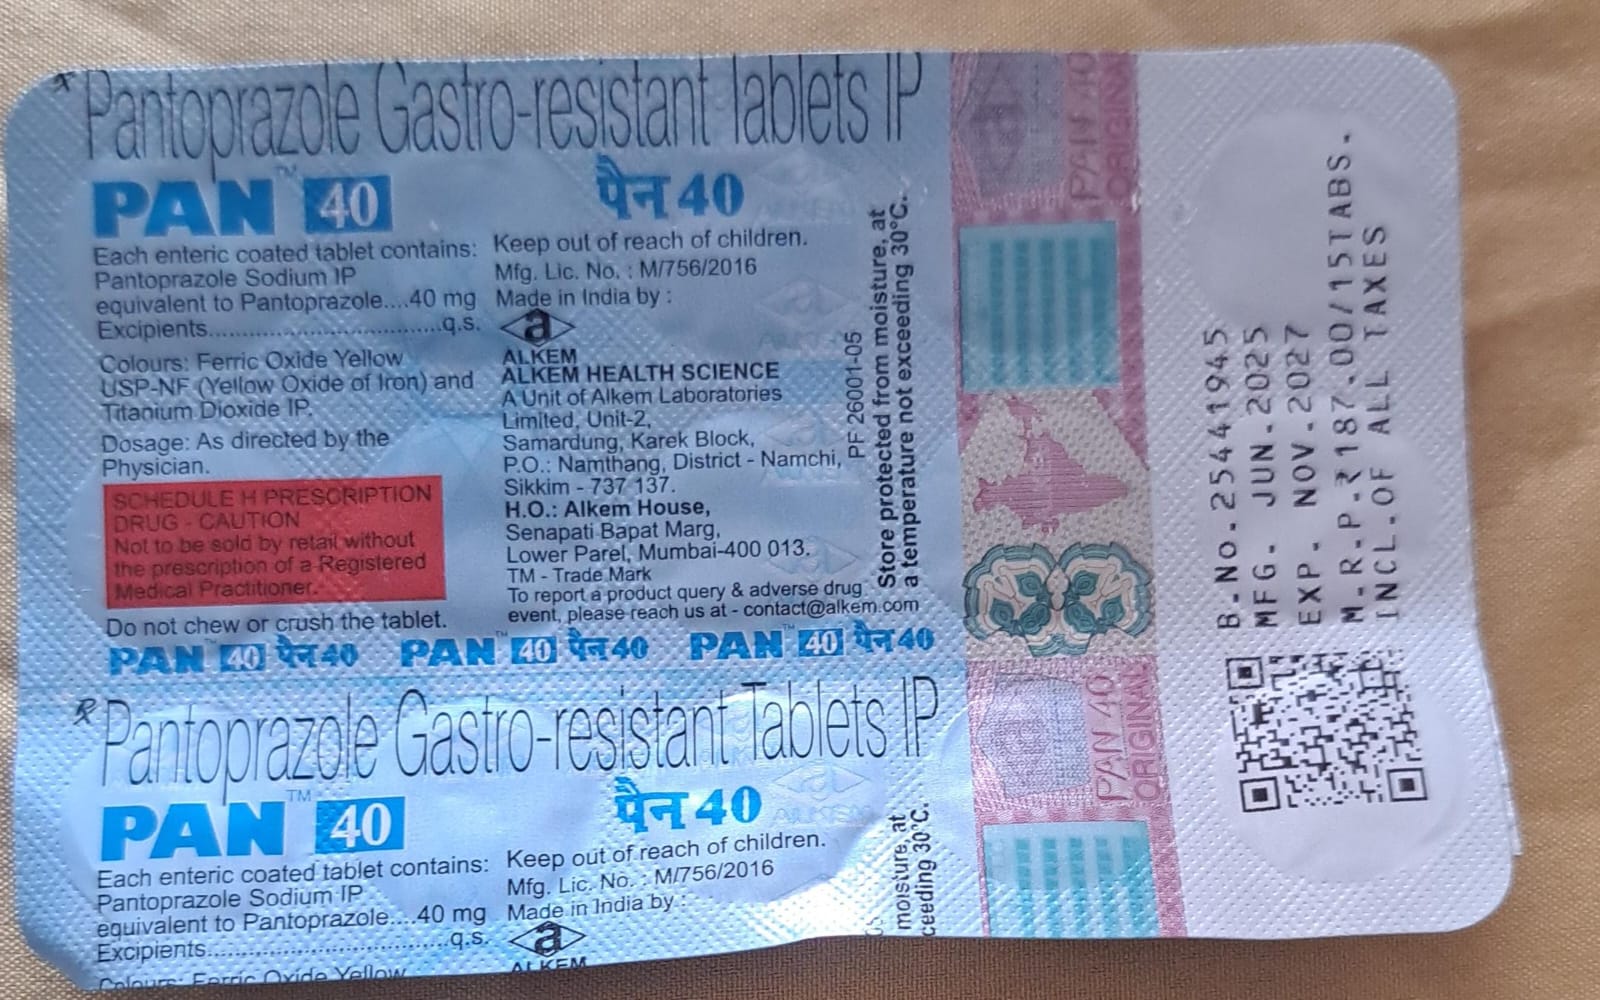 Pantoprazole Gastro-resistant Tablets IP
PAN™ 40
पैन 40
Each enteric coated tablet contains:
Pantoprazole Sodium IP
equivalent to Pantoprazole....40 mg
Excipients..................................q.s.
Colours: Ferric Oxide Yellow
USP-NF (Yellow Oxide of Iron) and
Titanium Dioxide IP.
Dosage: As directed by the
Physician.
SCHEDULE H PRESCRIPTION
DRUG - CAUTION
Not to be sold by retail without
the prescription of a Registered
Medical Practitioner.
Do not chew or crush the tablet.
Keep out of reach of children.
Mfg. Lic. No. : M/756/2016
Made in India by :
a
ALKEM
ALKEM HEALTH SCIENCE
A Unit of Alkem Laboratories
Limited, Unit-2,
Samardung, Karek Block,
P.O.: Namthang, District - Namchi,
Sikkim - 737 137.
H.O.: Alkem House,
Senapati Bapat Marg,
Lower Parel, Mumbai-400 013.
TM - Trade Mark
To report a product query & adverse drug
event, please reach us at - contact@alkem.com
PF 26001-05
Store protected from moisture, at
a temperature not exceeding 30°C.
PAN™ 40 पैन 40 PAN™ 40 पैन 40 PAN™ 40 पैन 40
Rx Pantoprazole Gastro-resistant Tablets IP
PAN™ 40
पैन 40
Each enteric coated tablet contains:
Pantoprazole Sodium IP
equivalent to Pantoprazole....40 mg
Excipients..................................q.s.
Colours: Ferric Oxide Yellow
Keep out of reach of children.
Mfg. Lic. No. : M/756/2016
Made in India by :
a
ALKEM
moisture, at
ceeding 30°C.
PAN 40
ORIGINAL
PAN 40
ORIGINAL
B.No.25441945
MFG. JUN.2025
EXP. NOV.2027
M.R.P.₹187.00/15TABS.
INCL.OF ALL TAXES